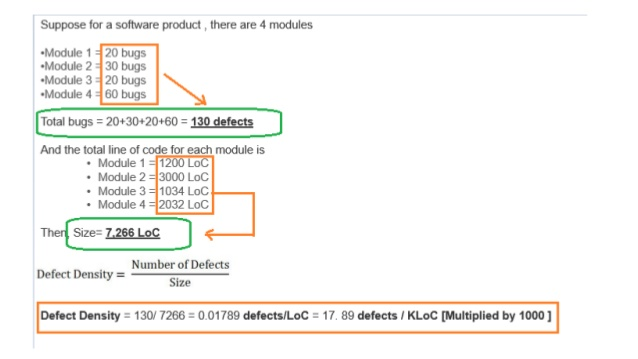 Suppose for a software product , there are 4 modules
•Module 1 = 20 bugs
•Module 2 = 30 bugs
•Module 3 = 20 bugs
•Module 4 = 60 bugs
Total bugs = 20+30+20+60 = 130 defects
And the total line of code for each module is
• Module 1 = 1200 LoC
• Module 2 = 3000 LoC
• Module 3 = 1034 LoC
• Module 4 = 2032 LoC
Then, Size= 7,266 LoC
Defect Density = Number of Defects
Size
Defect Density = 130/ 7266 = 0.01789 defects/LoC = 17. 89 defects / KLoC [Multiplied by 1000 ]